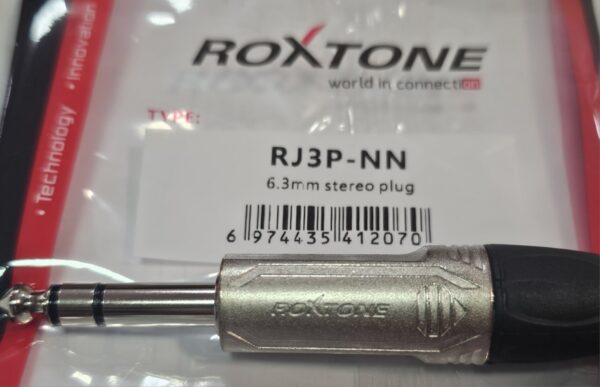 ROXTONE
world in connection
• Technology • Innovation
TYPE:
RJ3P-NN
6.3mm stereo plug
6 974435 412070
ROXTONE